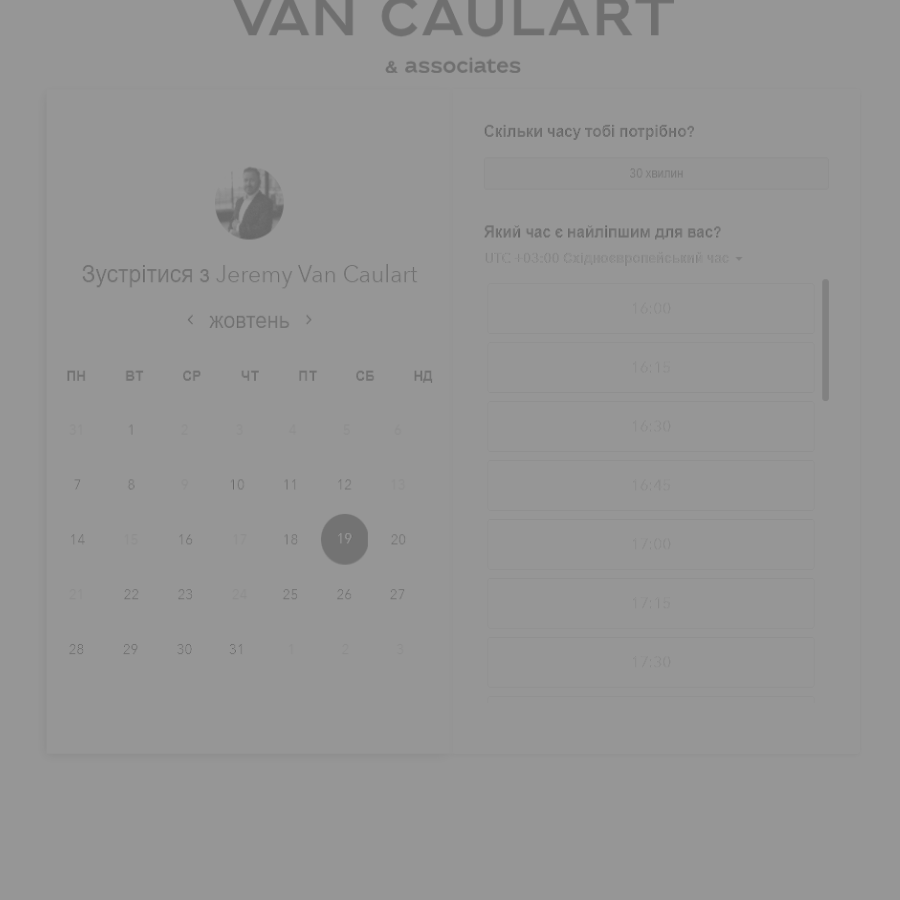 VAN CAULART
& associates
Зустрітися з Jeremy Van Caulart
жовтень
ПН ВТ СР ЧТ ПТ СБ НД
31 1 2 3 4 5 6
7 8 9 10 11 12 13
14 15 16 17 18 19 20
21 22 23 24 25 26 27
28 29 30 31 1 2 3
Скільки часу тобі потрібно?
30 хвилин
Який час є найліпшим для вас?
UTC +03:00 Східноєвропейський час
16:00
16:15
16:30
16:45
17:00
17:15
17:30